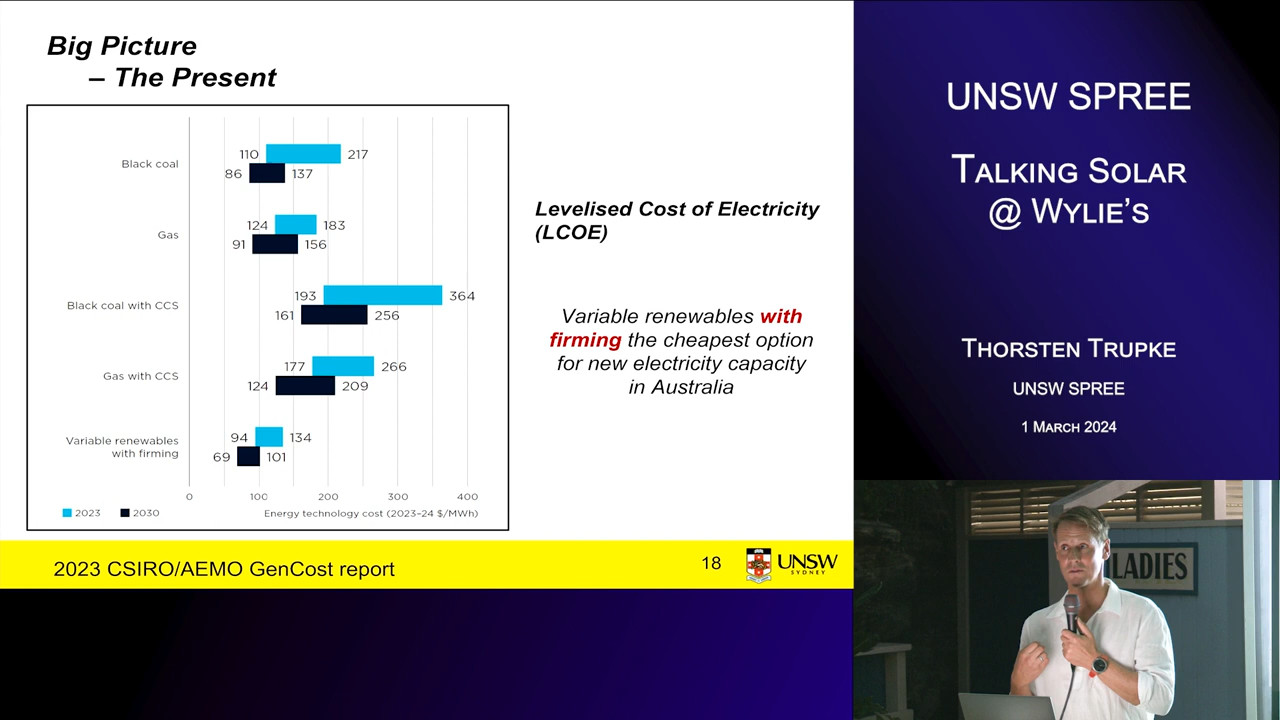 Big Picture
– The Present
Black coal
110
217
86
137
Gas
124
183
91
156
Black coal with CCS
193
364
161
256
Gas with CCS
177
266
124
209
Variable renewables
with firming
94
134
69
101
0
100
200
300
400
2023
2030
Energy technology cost (2023–24 $/MWh)
Levelised Cost of Electricity
(LCOE)
Variable renewables with
firming the cheapest option
for new electricity capacity
in Australia
2023 CSIRO/AEMO GenCost report
18
UNSW
SYDNEY
UNSW SPREE
Talking Solar
@ Wylie's
Thorsten Trupke
UNSW SPREE
1 March 2024
LADIES